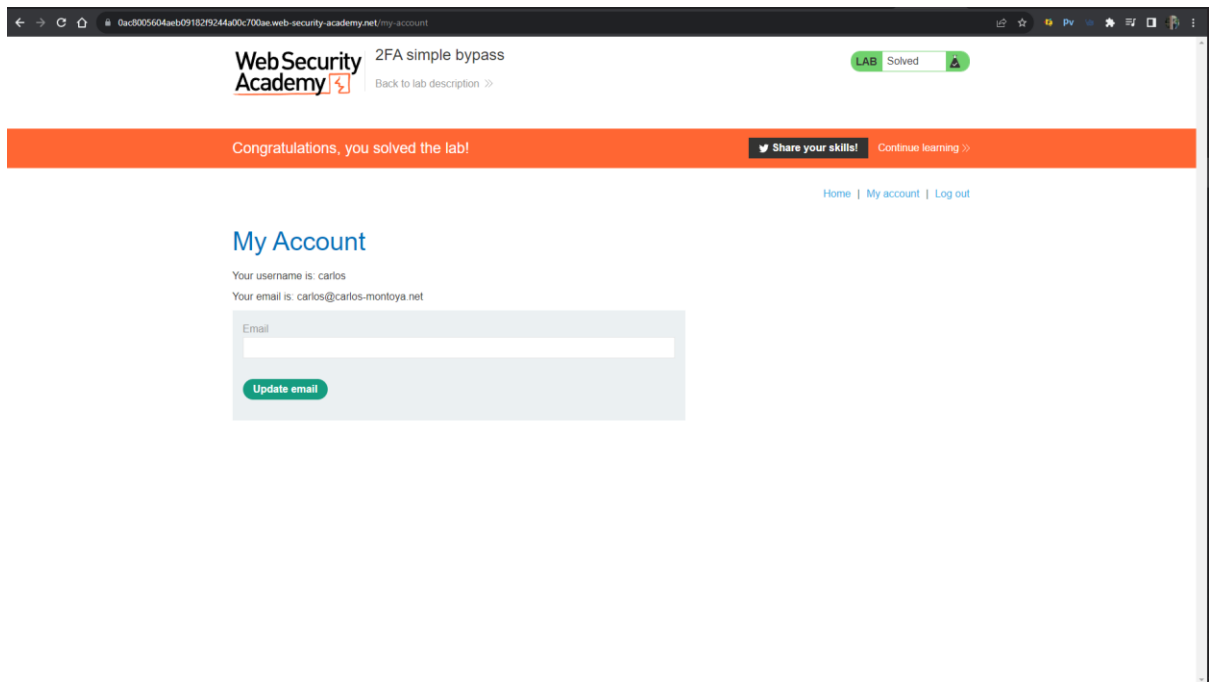 0ac8005604aeb09182f9244a00c700ae.web-security-academy.net/my-account
WebSecurity
Academy
2FA simple bypass
Back to lab description
LAB Solved
Congratulations, you solved the lab!
Share your skills!
Continue learning
Home | My account | Log out
My Account
Your username is: carlos
Your email is: carlos@carlos-montoya.net
Email
Update email
Pv